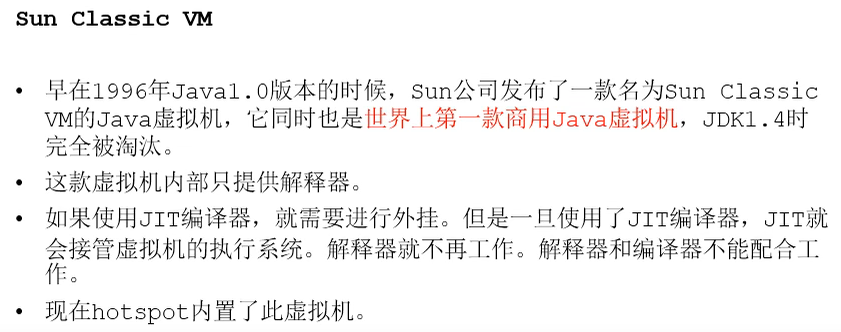 Sun Classic VM
• 早在1996年Java1.0版本的时候，Sun公司发布了一款名为Sun Classic
VM的Java虚拟机，它同时也是世界上第一款商用Java虚拟机，JDK1.4时
完全被淘汰。
• 这款虚拟机内部只提供解释器。
• 如果使用JIT编译器，就需要进行外挂。但是一旦使用了JIT编译器，JIT就
会接管虚拟机的执行系统。解释器就不再工作。解释器和编译器不能配合工
作。
• 现在hotspot内置了此虚拟机。